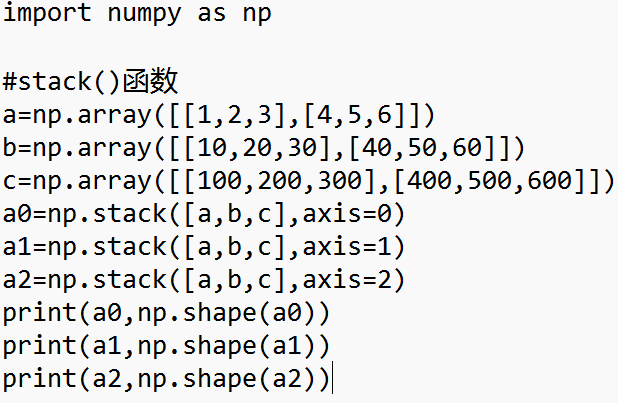 import numpy as np
#stack()函数
a=np.array([[1,2,3],[4,5,6]])
b=np.array([[10,20,30],[40,50,60]])
c=np.array([[100,200,300],[400,500,600]])
a0=np.stack([a,b,c],axis=0)
a1=np.stack([a,b,c],axis=1)
a2=np.stack([a,b,c],axis=2)
print(a0,np.shape(a0))
print(a1,np.shape(a1))
print(a2,np.shape(a2))